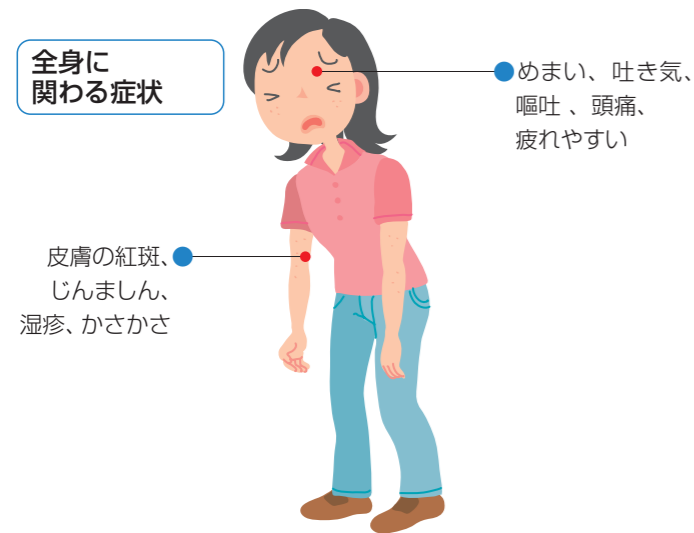 全身に
関わる症状
めまい、吐き気、
嘔吐 、頭痛、
疲れやすい
皮膚の紅斑、
じんましん、
湿疹、かさかさ